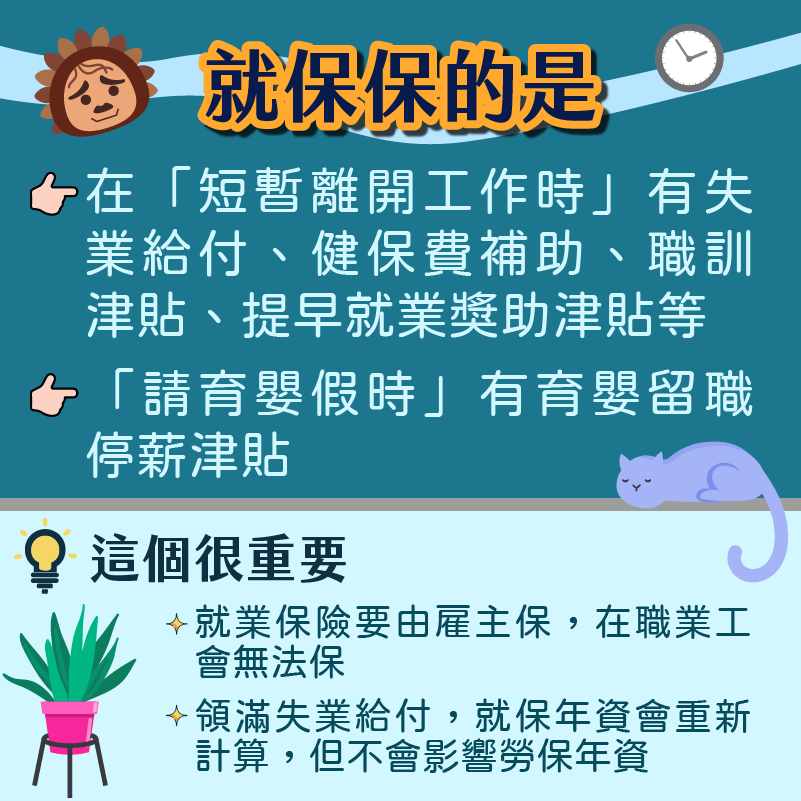 就保保的是
在「短暫離開工作時」有失
業給付、健保費補助、職訓
津貼、提早就業獎助津貼等
「請育嬰假時」有育嬰留職
停薪津貼
這個很重要
就業保險要由雇主保，在職業工
會無法保
領滿失業給付，就保年資會重新
計算，但不會影響勞保年資